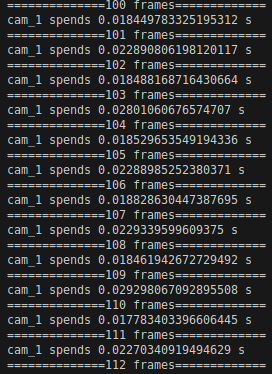 ==============100 frames=============
cam_1 spends 0.018449783325195312 s
==============101 frames=============
cam_1 spends 0.022890806198120117 s
==============102 frames=============
cam_1 spends 0.018488168716430664 s
==============103 frames=============
cam_1 spends 0.02801060676574707 s
==============104 frames=============
cam_1 spends 0.018529653549194336 s
==============105 frames=============
cam_1 spends 0.02288985252380371 s
==============106 frames=============
cam_1 spends 0.018828630447387695 s
==============107 frames=============
cam_1 spends 0.0229339599609375 s
==============108 frames=============
cam_1 spends 0.018461942672729492 s
==============109 frames=============
cam_1 spends 0.029298067092895508 s
==============110 frames=============
cam_1 spends 0.017783403396606445 s
==============111 frames=============
cam_1 spends 0.02270340919494629 s
==============112 frames=============